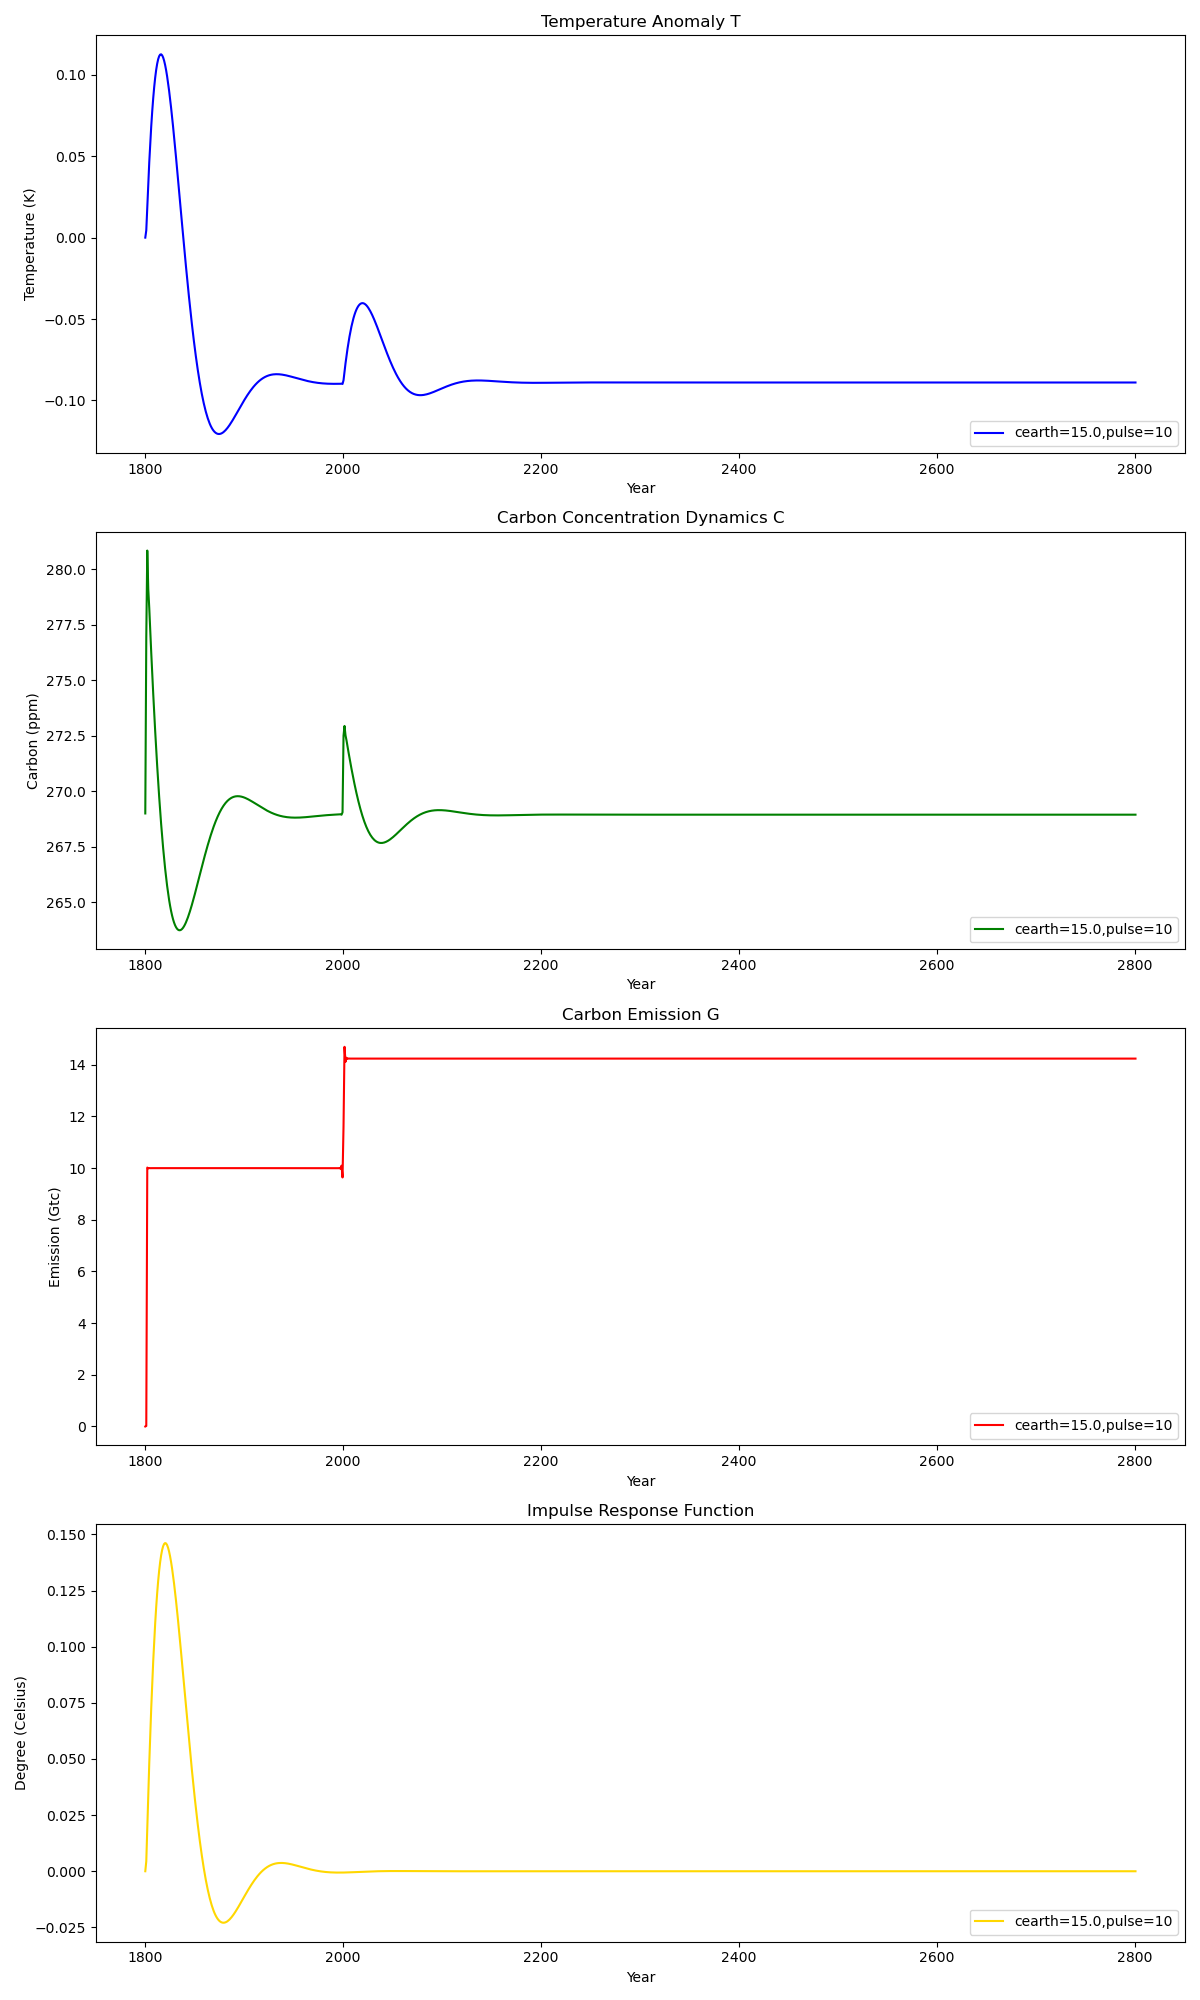 Temperature Anomaly T
Temperature (K)
0.10
0.05
0.00
−0.05
−0.10
cearth=15.0,pulse=10
1800 2000 2200 2400 2600 2800
Year
Carbon Concentration Dynamics C
Carbon (ppm)
280.0
277.5
275.0
272.5
270.0
267.5
265.0
cearth=15.0,pulse=10
1800 2000 2200 2400 2600 2800
Year
Carbon Emission G
Emission (Gtc)
14
12
10
8
6
4
2
0
cearth=15.0,pulse=10
1800 2000 2200 2400 2600 2800
Year
Impulse Response Function
Degree (Celsius)
0.150
0.125
0.100
0.075
0.050
0.025
0.000
−0.025
cearth=15.0,pulse=10
1800 2000 2200 2400 2600 2800
Year